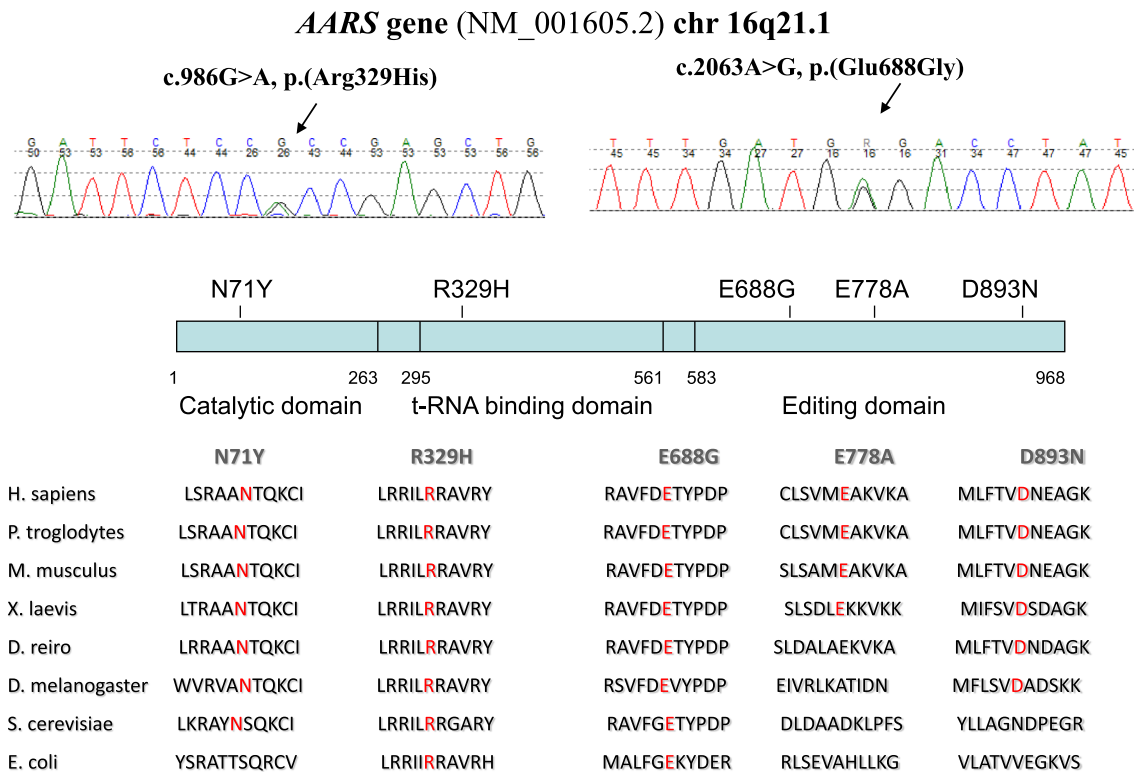 AARS gene (NM_001605.2) chr 16q21.1
c.986G>A, p.(Arg329His)
c.2063A>G, p.(Glu688Gly)
G A T T C T C C G C C G A G C T G
50 53 53 56 56 44 44 26 26 43 44 53 53 53 53 56 56
T T T G A T G R G A C C T A T
45 45 34 34 27 27 16 16 16 31 34 47 47 47 45
N71Y R329H E688G E778A D893N
1 263 295 561 583 968
Catalytic domain t-RNA binding domain Editing domain
N71Y R329H E688G E778A D893N
H. sapiens LSRAANTQKCI LRRILRRAVRY RAVFDETYPDP CLSVMEAKVKA MLFTVDNEAGK
P. troglodytes LSRAANTQKCI LRRILRRAVRY RAVFDETYPDP CLSVMEAKVKA MLFTVDNEAGK
M. musculus LSRAANTQKCI LRRILRRAVRY RAVFDETYPDP SLSAMEAKVKA MLFTVDNEAGK
X. laevis LTRAANTQKCI LRRILRRAVRY RAVFDETYPDP SLSDLEKKVKK MIFSVDSDAGK
D. reiro LRRAANTQKCI LRRILRRAVRY RAVFDETYPDP SLDALAEKVKA MLFTVDNDAGK
D. melanogaster WVRVANTQKCI LRRILRRAVRY RSVFDEVYPDP EIVRLKATIDN MFLSVDADSKK
S. cerevisiae LKRAYNSQKCI LRRILRRGARY RAVFGETYPDP DLDAADKLPFS YLLAGNDPEGR
E. coli YSRATTSQRCV LRRIIRRAVRH MALFGEKYDER RLSEVAHLLKG VLATVVEGKVS